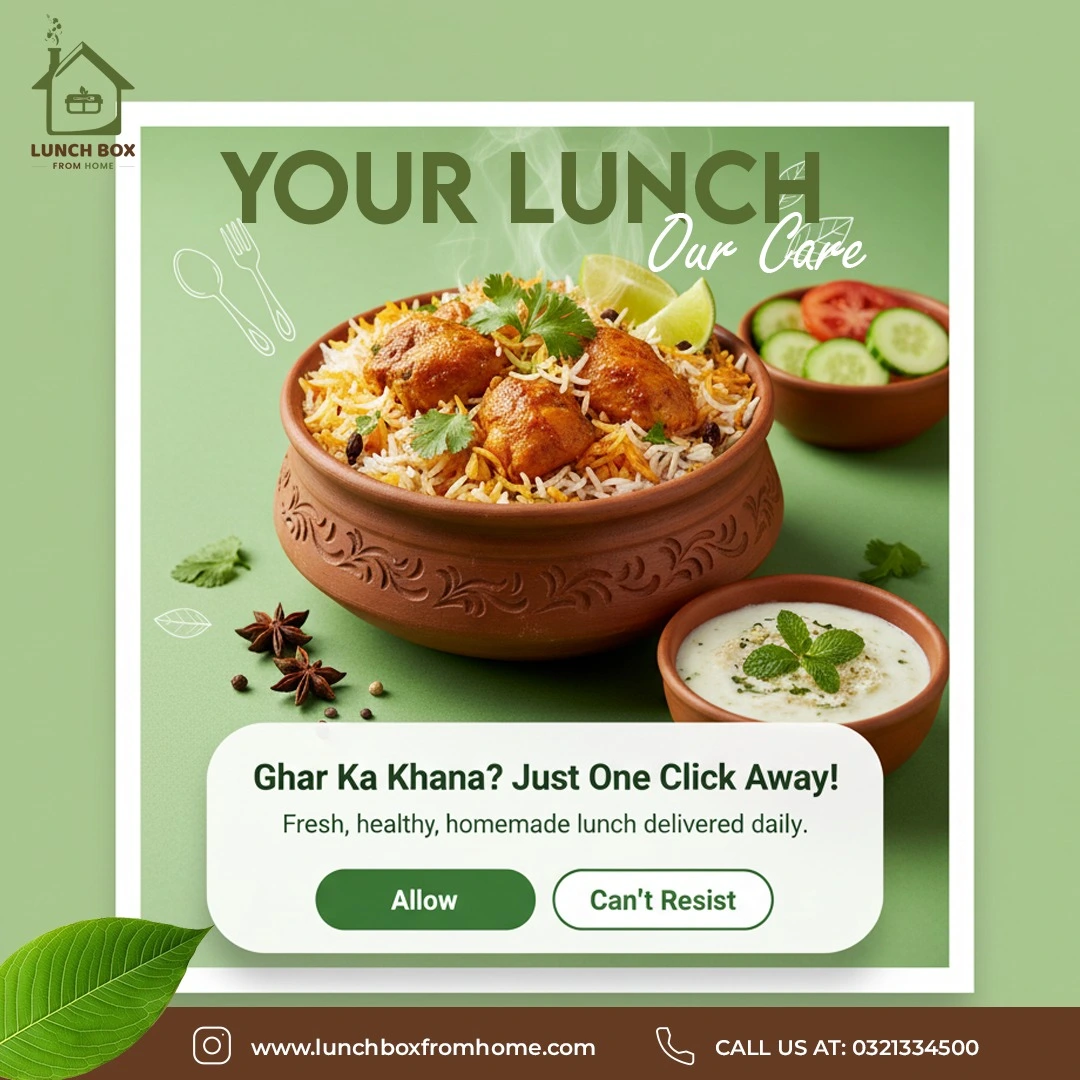 LUNCH BOX
FROM HOME
YOUR LUNCH
Our Care
Ghar Ka Khana? Just One Click Away!
Fresh, healthy, homemade lunch delivered daily.
Allow
Can't Resist
www.lunchboxfromhome.com
CALL US AT: 0321334500